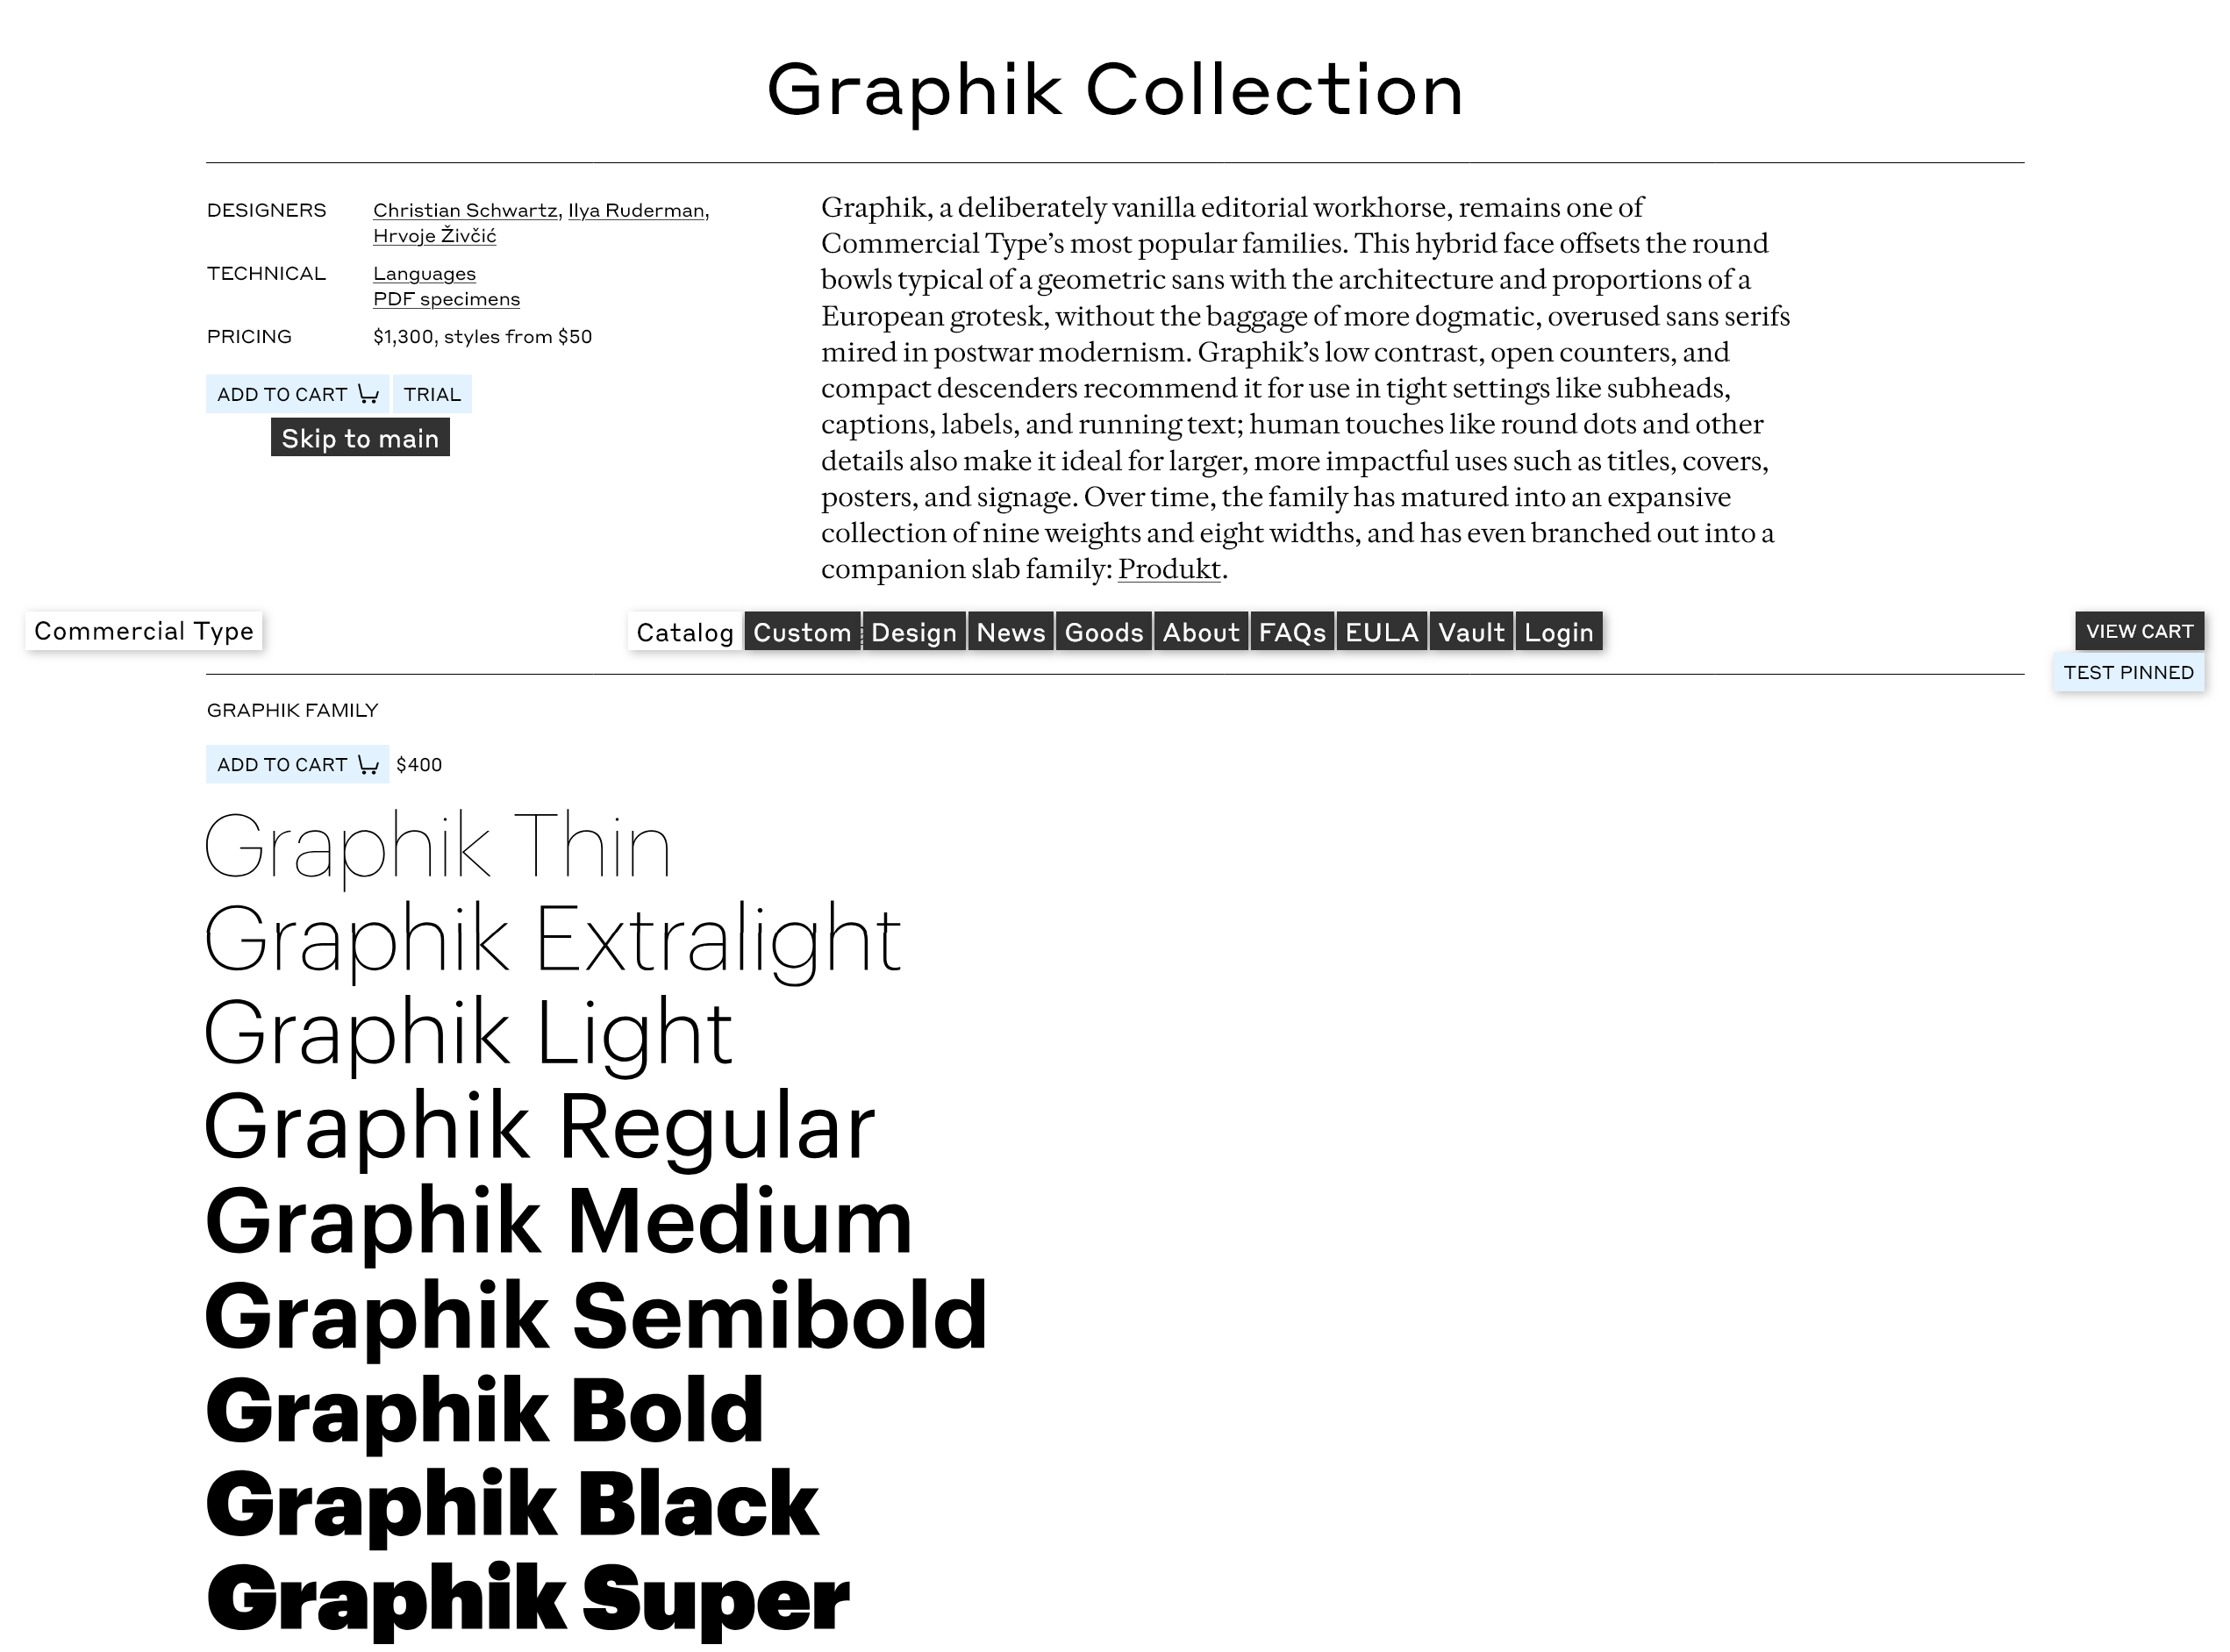 Graphik Collection
DESIGNERS
Christian Schwartz, Ilya Ruderman,
Hrvoje Živčić
TECHNICAL
Languages
PDF specimens
PRICING
$1,300, styles from $50
ADD TO CART
TRIAL
Skip to main
Graphik, a deliberately vanilla editorial workhorse, remains one of
Commercial Type’s most popular families. This hybrid face offsets the round
bowls typical of a geometric sans with the architecture and proportions of a
European grotesk, without the baggage of more dogmatic, overused sans serifs
mired in postwar modernism. Graphik’s low contrast, open counters, and
compact descenders recommend it for use in tight settings like subheads,
captions, labels, and running text; human touches like round dots and other
details also make it ideal for larger, more impactful uses such as titles, covers,
posters, and signage. Over time, the family has matured into an expansive
collection of nine weights and eight widths, and has even branched out into a
companion slab family: Produkt.
Commercial Type
Catalog Custom Design News Goods About FAQs EULA Vault Login
VIEW CART
TEST PINNED
GRAPHIK FAMILY
ADD TO CART $400
Graphik Thin
Graphik Extralight
Graphik Light
Graphik Regular
Graphik Medium
Graphik Semibold
Graphik Bold
Graphik Black
Graphik Super